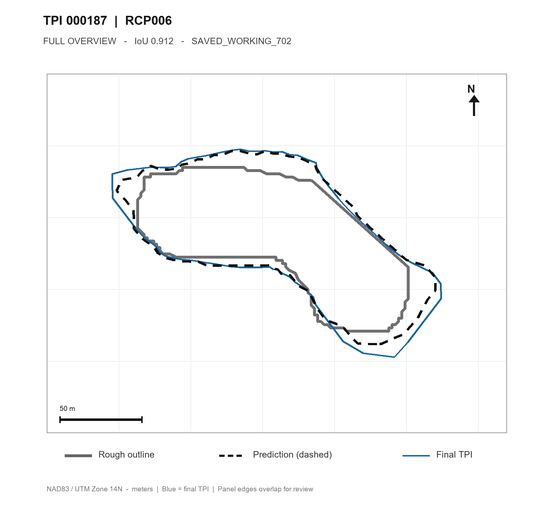 TPI 000187 | RCP006
FULL OVERVIEW - IoU 0.912 - SAVED_WORKING_702
N
50 m
Rough outline
Prediction (dashed)
Final TPI
NAD83 / UTM Zone 14N - meters | Blue = final TPI | Panel edges overlap for review